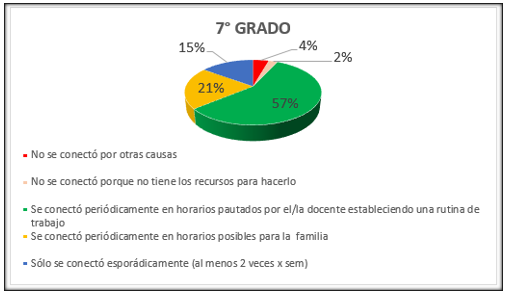 7° GRADO
15%
4%
2%
21%
57%
No se conectó por otras causas
No se conectó porque no tiene los recursos para hacerlo
Se conectó periódicamente en horarios pautados por el/la docente estableciendo una rutina de
trabajo
Se conectó periódicamente en horarios posibles para la familia
Sólo se conectó esporádicamente (al menos 2 veces x sem)